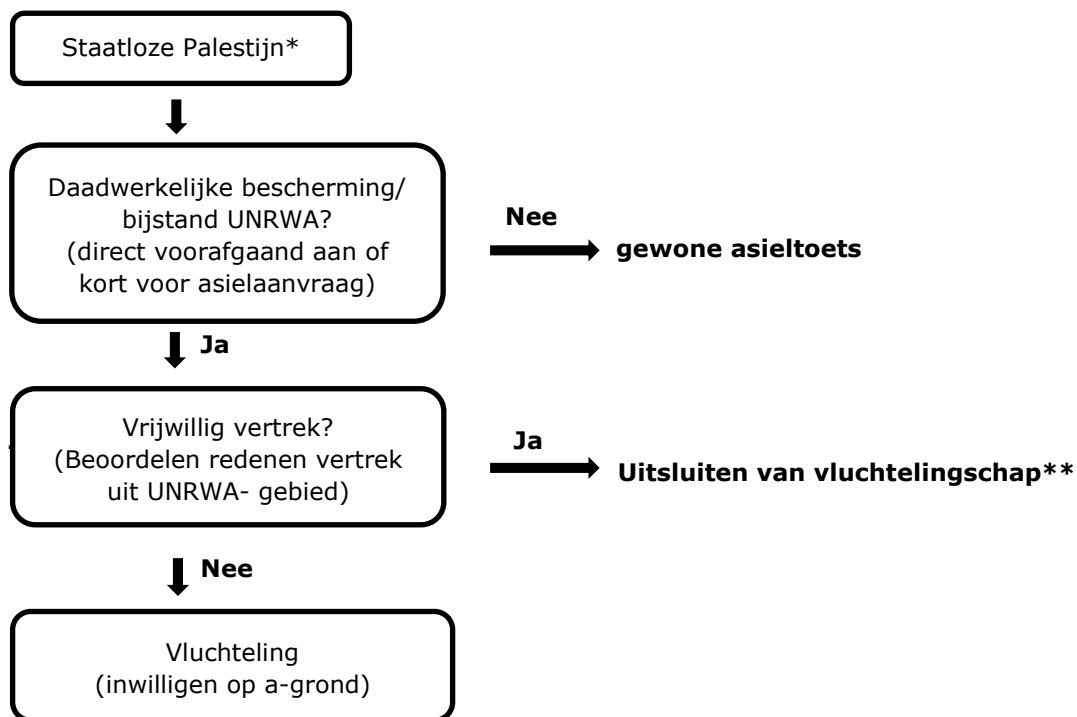 Staatloze Palestijn*
Daadwerkelijke bescherming/
bijstand UNRWA?
(direct voorafgaand aan of
kort voor asielaanvraag)
Nee
gewone asieltoets
Ja
Vrijwillig vertrek?
(Beoordelen redenen vertrek
uit UNRWA- gebied)
Ja
Uitsluiten van vluchtelingschap**
Nee
Vluchteling
(inwilligen op a-grond)